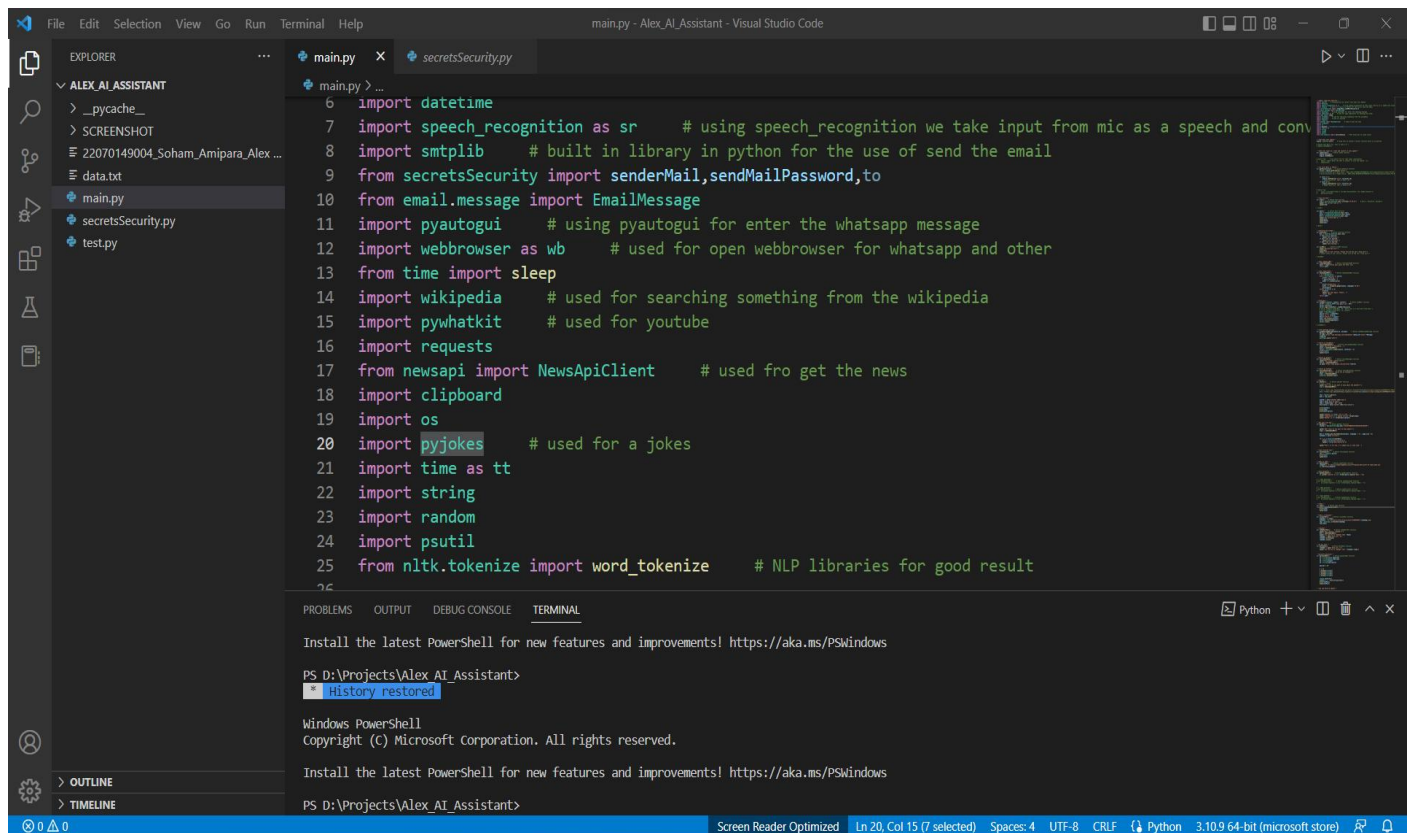 File Edit Selection View Go Run Terminal Help
main.py - Alex_AI_Assistant - Visual Studio Code
EXPLORER
ALEX_AI_ASSISTANT
__pycache__
SCREENSHOT
22070149004_Soham_Amipara_Alex ...
data.txt
main.py
secretsSecurity.py
test.py
OUTLINE
TIMELINE
main.py X secretsSecurity.py
main.py > ...
6 import datetime
7 import speech_recognition as sr # using speech_recognition we take input from mic as a speech and conv
8 import smtplib # built in library in python for the use of send the email
9 from secretsSecurity import senderMail,sendMailPassword,to
10 from email.message import EmailMessage
11 import pyautogui # using pyautogui for enter the whatsapp message
12 import webbrowser as wb # used for open webbrowser for whatsapp and other
13 from time import sleep
14 import wikipedia # used for searching something from the wikipedia
15 import pywhatkit # used for youtube
16 import requests
17 from newsapi import NewsApiClient # used fro get the news
18 import clipboard
19 import os
20 import pyjokes # used for a jokes
21 import time as tt
22 import string
23 import random
24 import psutil
25 from nltk.tokenize import word_tokenize # NLP libraries for good result
26
PROBLEMS OUTPUT DEBUG CONSOLE TERMINAL
Python
Install the latest PowerShell for new features and improvements! https://aka.ms/PSWindows
PS D:\Projects\Alex_AI_Assistant>
* History restored
Windows PowerShell
Copyright (C) Microsoft Corporation. All rights reserved.
Install the latest PowerShell for new features and improvements! https://aka.ms/PSWindows
PS D:\Projects\Alex_AI_Assistant>
0 0 Screen Reader Optimized Ln 20, Col 15 (7 selected) Spaces: 4 UTF-8 CRLF Python 3.10.9 64-bit (microsoft store)